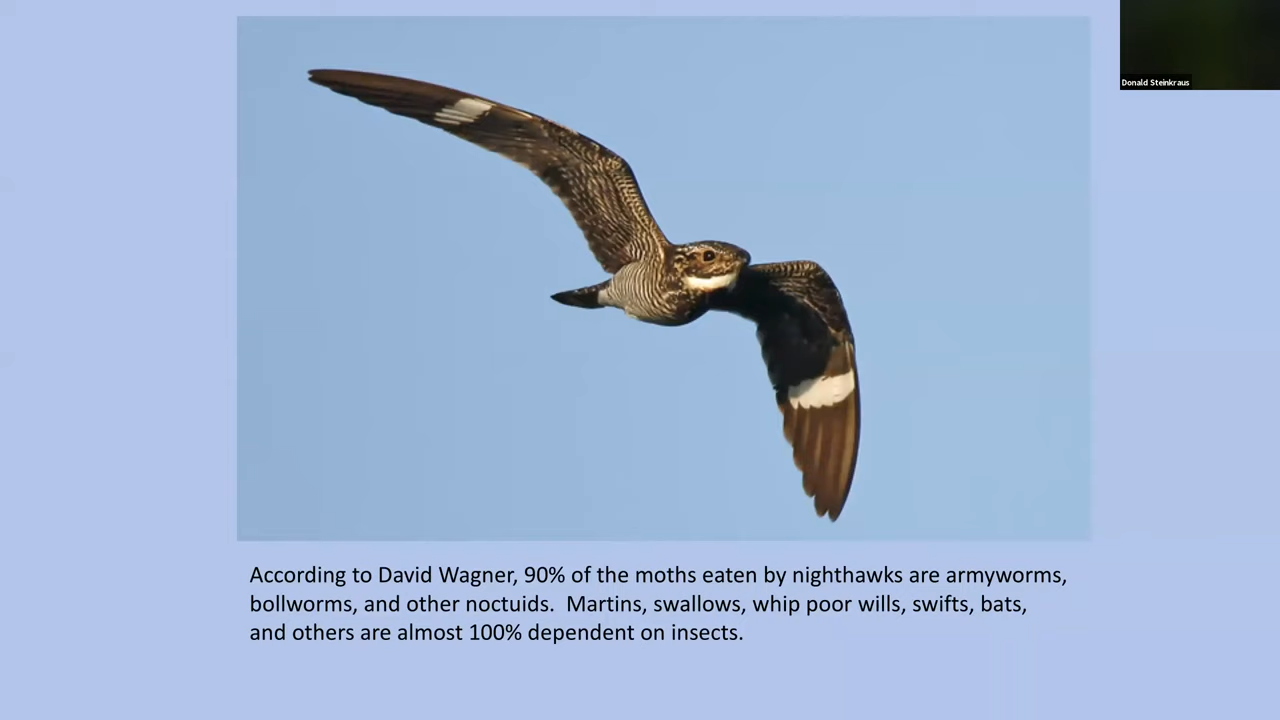 Donald Steinkraus
According to David Wagner, 90% of the moths eaten by nighthawks are armyworms,
bollworms, and other noctuids.  Martins, swallows, whip poor wills, swifts, bats,
and others are almost 100% dependent on insects.